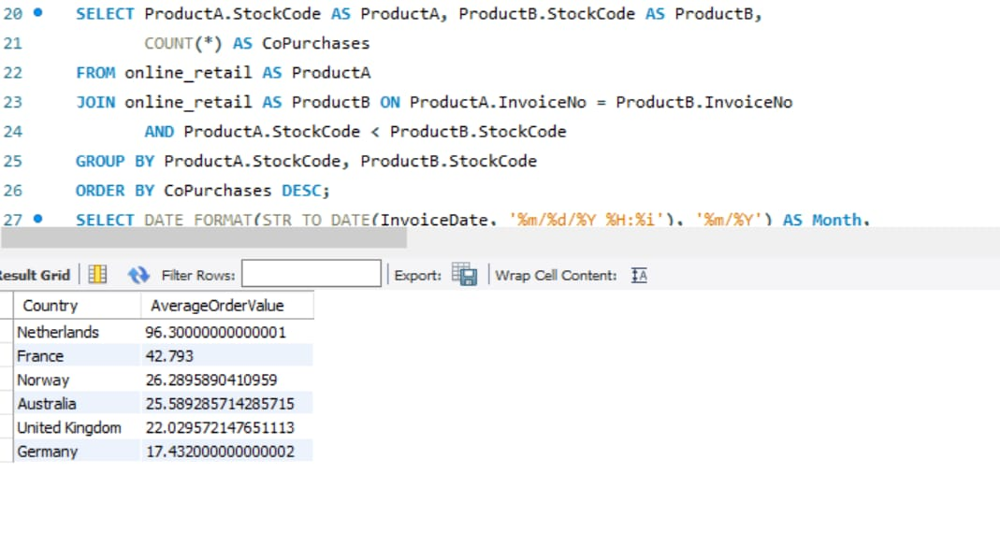 20 SELECT ProductA.StockCode AS ProductA, ProductB.StockCode AS ProductB,
21 COUNT(*) AS CoPurchases
22 FROM online_retail AS ProductA
23 JOIN online_retail AS ProductB ON ProductA.InvoiceNo = ProductB.InvoiceNo
24 AND ProductA.StockCode < ProductB.StockCode
25 GROUP BY ProductA.StockCode, ProductB.StockCode
26 ORDER BY CoPurchases DESC;
27 SELECT DATE_FORMAT(STR_TO_DATE(InvoiceDate, '%m/%d/%Y %H:%i'), '%m/%Y') AS Month,
Result Grid Filter Rows: Export: Wrap Cell Content: IA
Country AverageOrderValue
Netherlands 96.30000000000001
France 42.793
Norway 26.2895890410959
Australia 25.589285714285715
United Kingdom 22.029572147651113
Germany 17.432000000000002